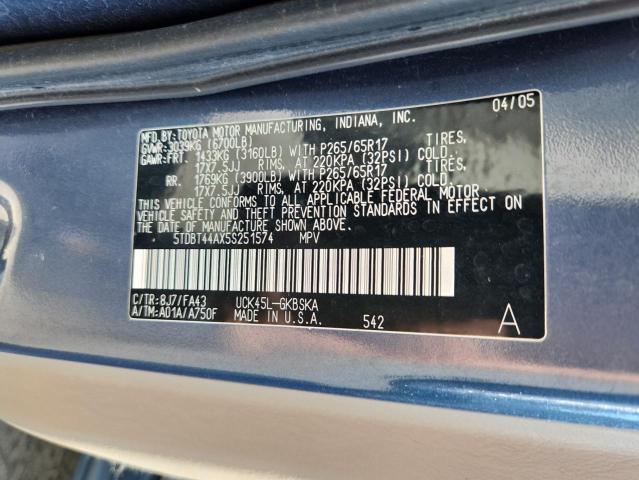 04/05
MFD. BY: TOYOTA MOTOR MANUFACTURING, INDIANA, INC.
GVWR: 3039KG (6700LB)
GAWR: FRT. 1433KG (3160LB) WITH P265/65R17 TIRES,
17X7.5JJ RIMS, AT 220KPA (32PSI) COLD.
RR. 1769KG (3900LB) WITH P265/65R17 TIRES,
17X7.5JJ RIMS, AT 220KPA (32PSI) COLD.
THIS VEHICLE CONFORMS TO ALL APPLICABLE FEDERAL MOTOR
VEHICLE SAFETY AND THEFT PREVENTION STANDARDS IN EFFECT ON
THE DATE OF MANUFACTURE SHOWN ABOVE.
5TDBT44AX5S251574 MPV
C/TR: 8J7/FA43 UCK45L-GKBSKA
A/TM: A01A/A750F MADE IN U.S.A. 542 A